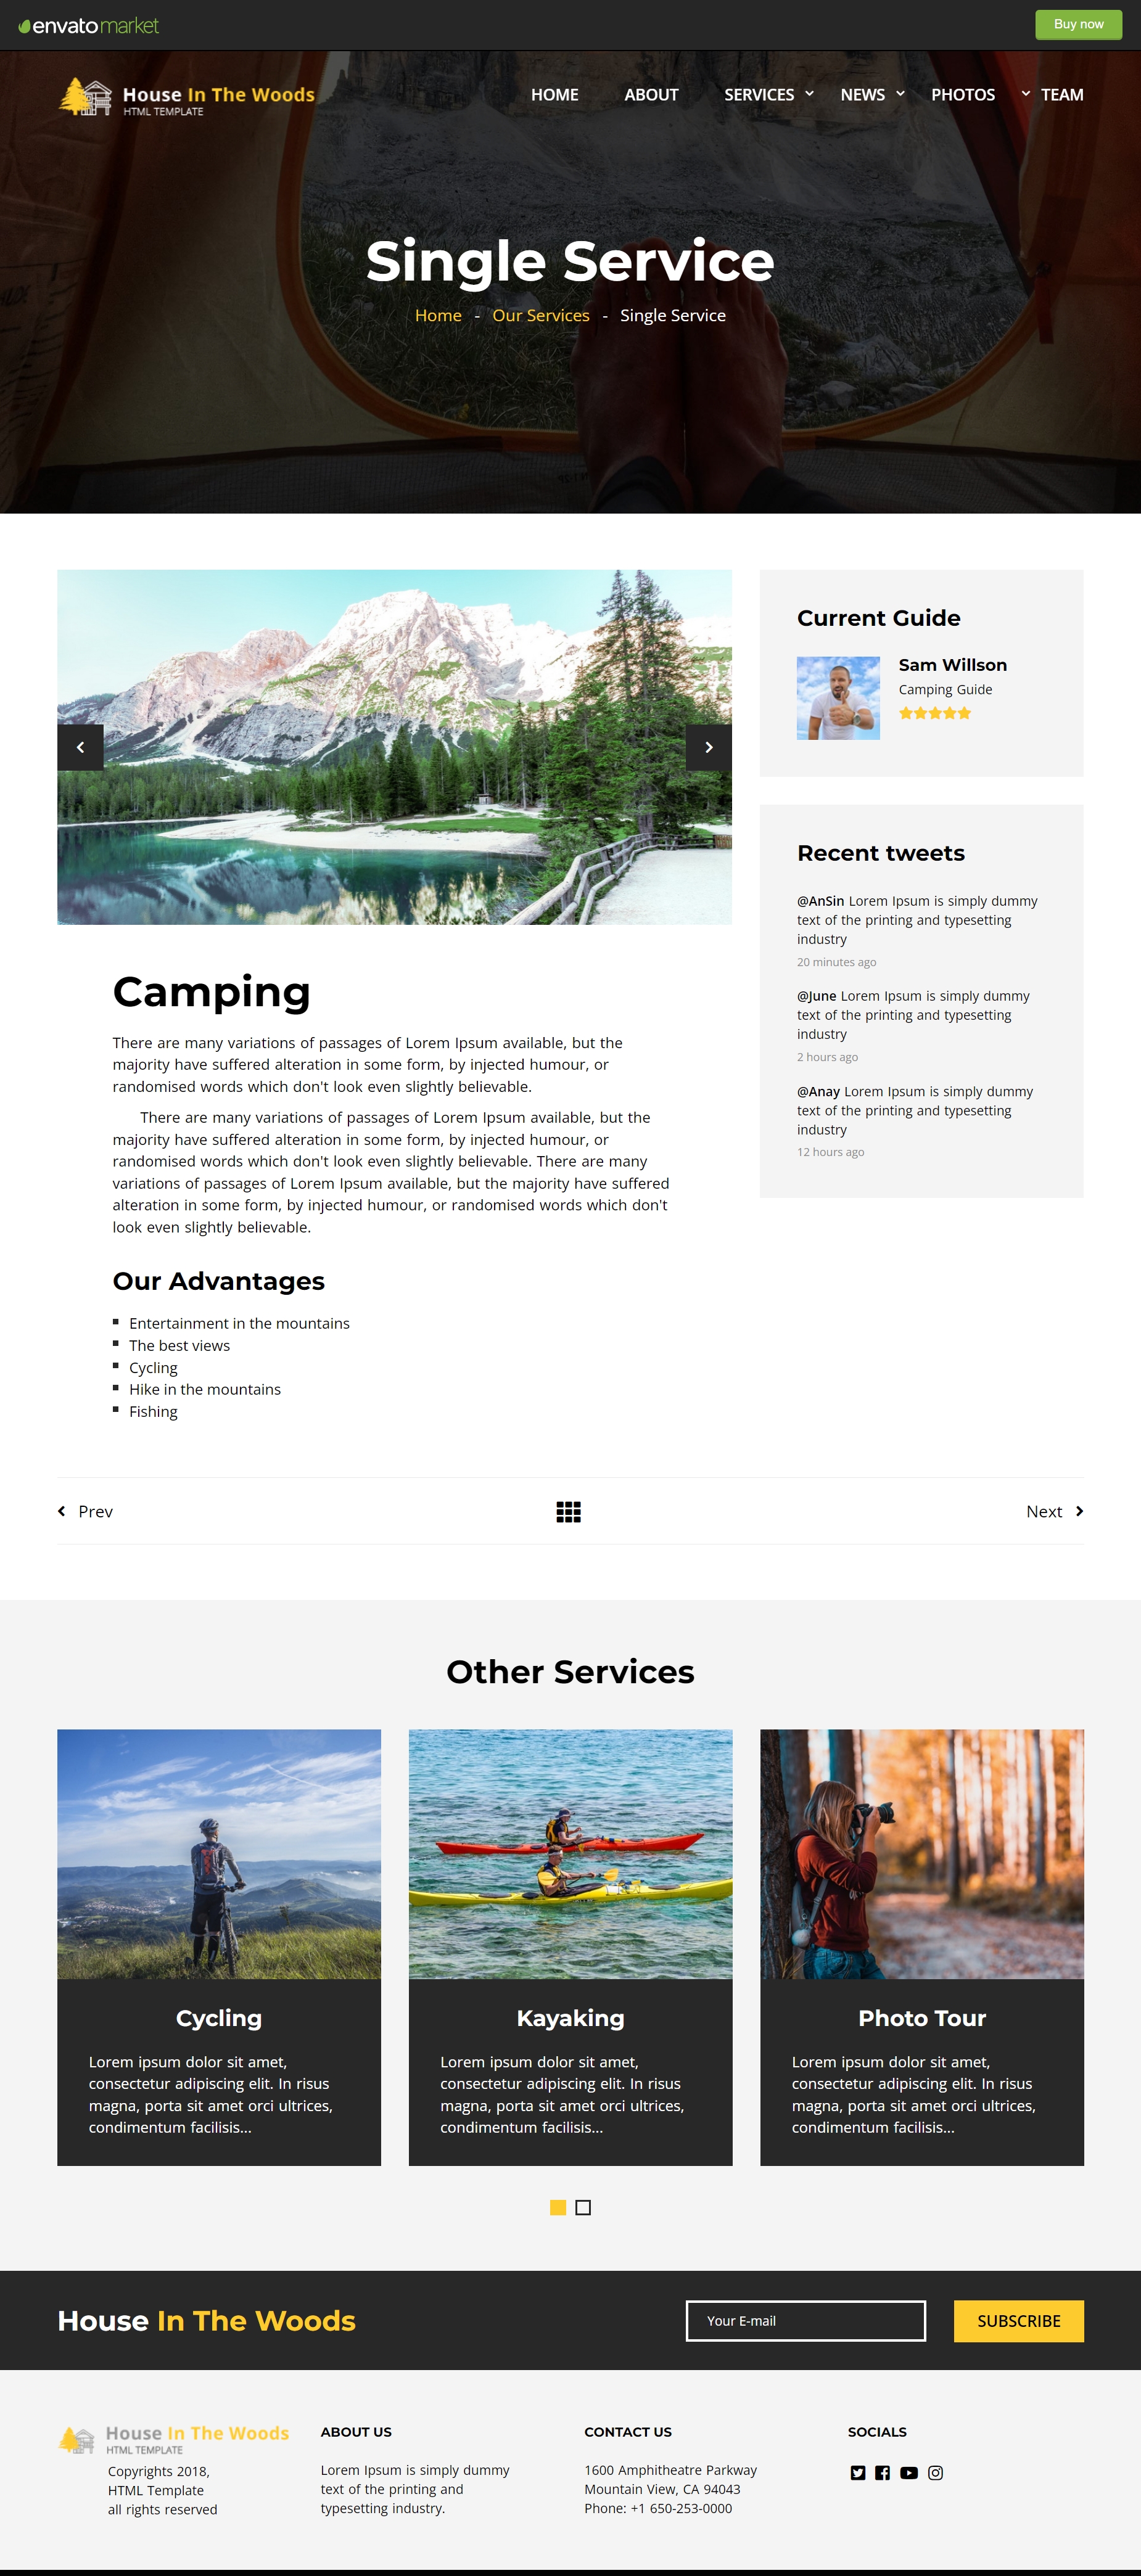 envato market
Buy now
House In The Woods
HTML TEMPLATE
HOME ABOUT SERVICES NEWS PHOTOS TEAM
Single Service
Home - Our Services - Single Service
Current Guide
Sam Willson
Camping Guide
Recent tweets
@AnSin Lorem Ipsum is simply dummy
text of the printing and typesetting
industry
20 minutes ago
@June Lorem Ipsum is simply dummy
text of the printing and typesetting
industry
2 hours ago
@Anay Lorem Ipsum is simply dummy
text of the printing and typesetting
industry
12 hours ago
Camping
There are many variations of passages of Lorem Ipsum available, but the
majority have suffered alteration in some form, by injected humour, or
randomised words which don't look even slightly believable.
There are many variations of passages of Lorem Ipsum available, but the
majority have suffered alteration in some form, by injected humour, or
randomised words which don't look even slightly believable. There are many
variations of passages of Lorem Ipsum available, but the majority have suffered
alteration in some form, by injected humour, or randomised words which don't
look even slightly believable.
Our Advantages
Entertainment in the mountains
The best views
Cycling
Hike in the mountains
Fishing
Prev
Next
Other Services
Cycling
Lorem ipsum dolor sit amet,
consectetur adipiscing elit. In risus
magna, porta sit amet orci ultrices,
condimentum facilisis...
Kayaking
Lorem ipsum dolor sit amet,
consectetur adipiscing elit. In risus
magna, porta sit amet orci ultrices,
condimentum facilisis...
Photo Tour
Lorem ipsum dolor sit amet,
consectetur adipiscing elit. In risus
magna, porta sit amet orci ultrices,
condimentum facilisis...
House In The Woods
Your E-mail
SUBSCRIBE
House In The Woods
HTML TEMPLATE
Copyrights 2018,
HTML Template
all rights reserved
ABOUT US
Lorem Ipsum is simply dummy
text of the printing and
typesetting industry.
CONTACT US
1600 Amphitheatre Parkway
Mountain View, CA 94043
Phone: +1 650-253-0000
SOCIALS